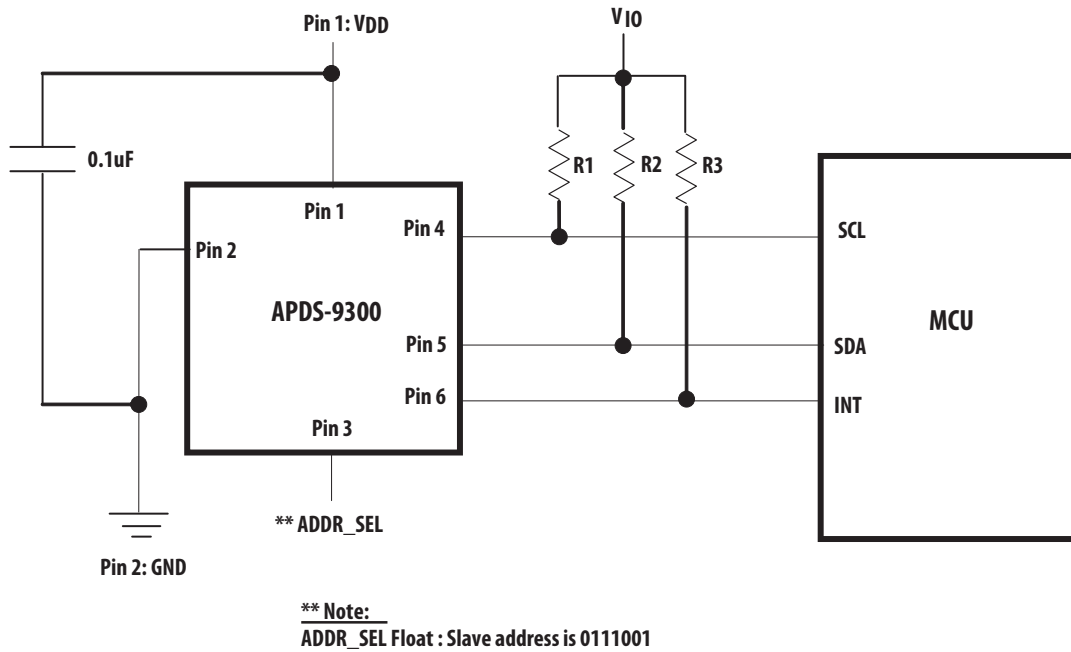 Pin 1: VDD
VIO
0.1uF
R1
R2
R3
Pin 1
Pin 4
SCL
Pin 2
APDS-9300
MCU
Pin 5
SDA
Pin 6
INT
Pin 3
** ADDR_SEL
Pin 2: GND
** Note:
ADDR_SEL Float : Slave address is 0111001